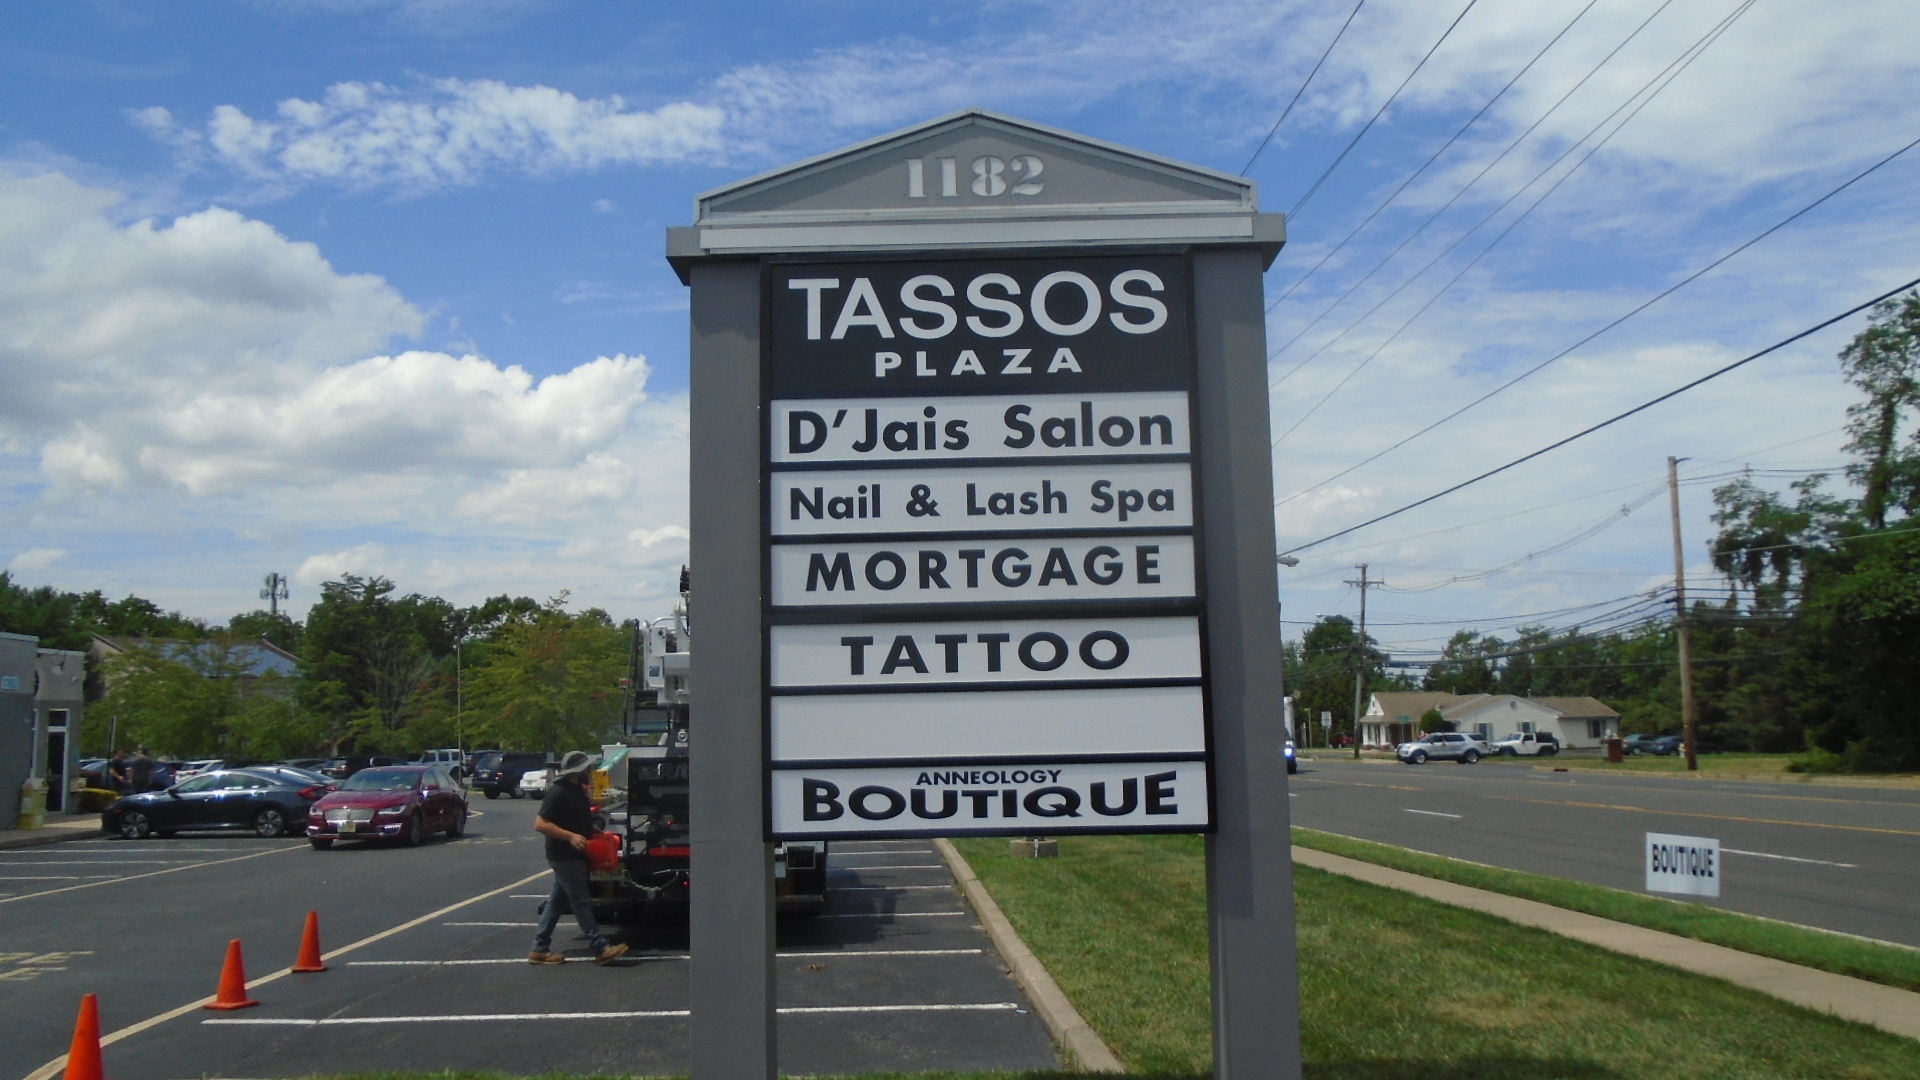 1182
TASSOS
PLAZA
D'Jais Salon
Nail & Lash Spa
MORTGAGE
TATTOO
ANNEOLOGY
BOUTIQUE
BOUTIQUE